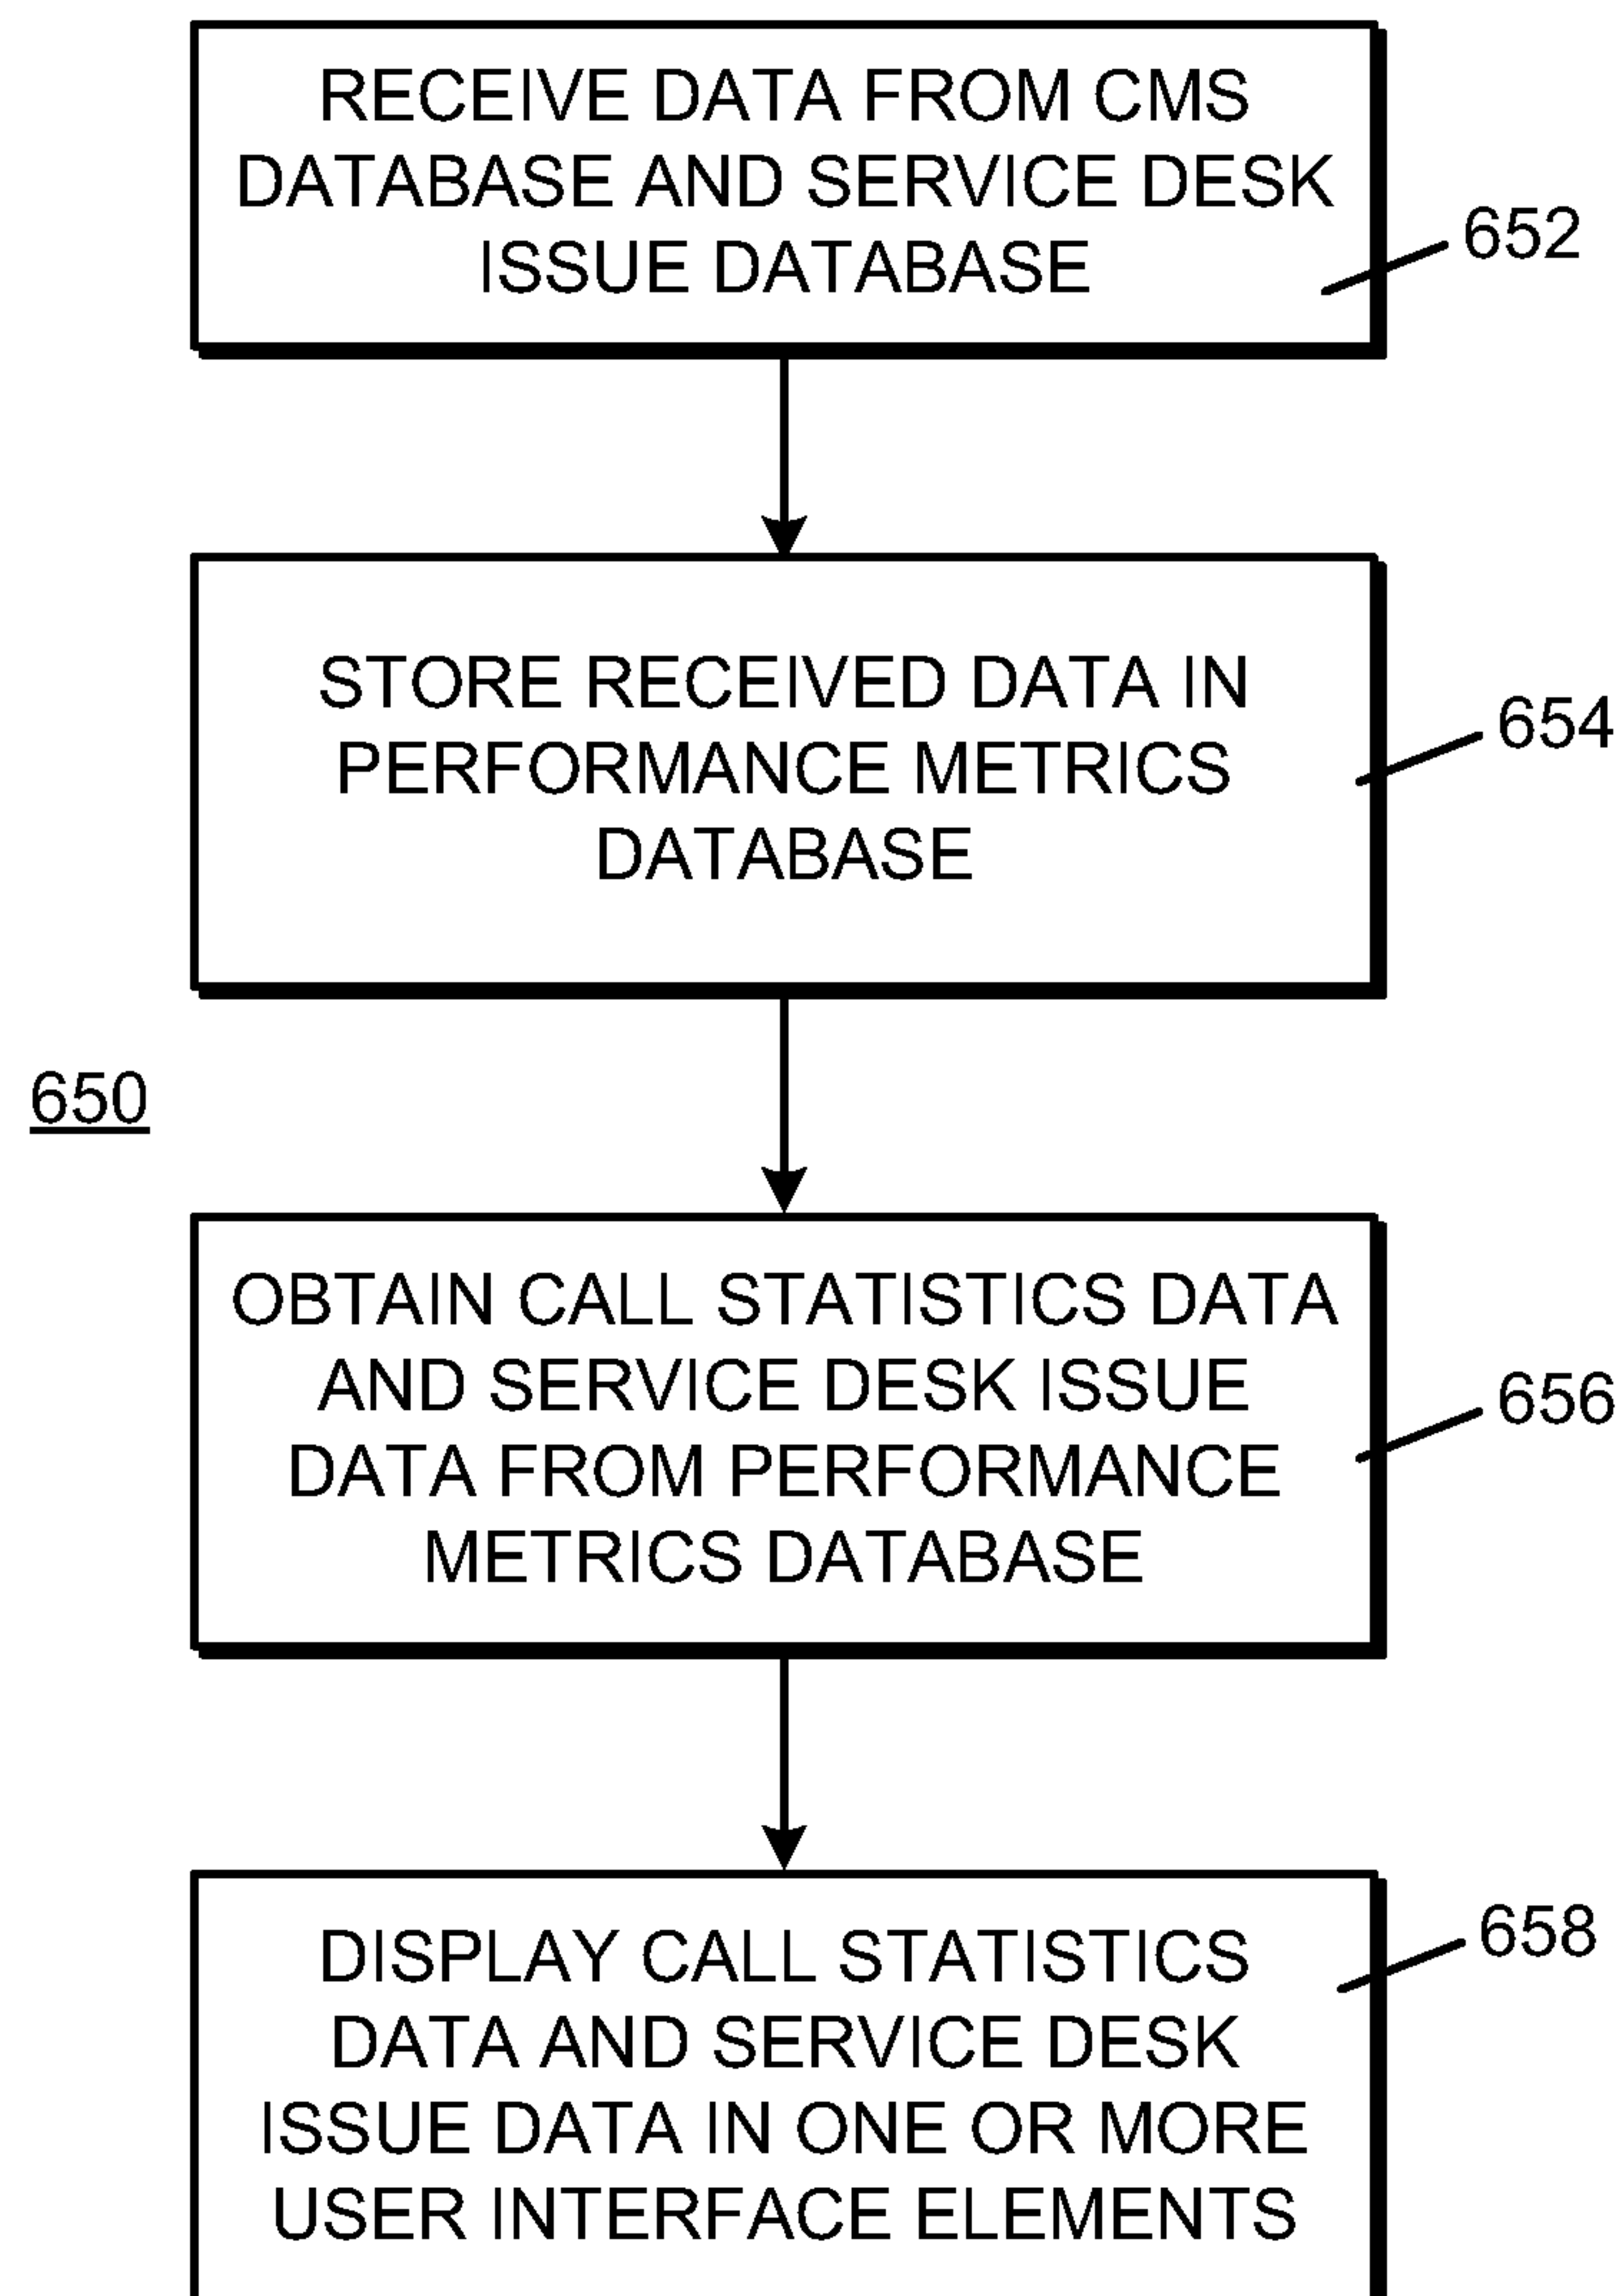 RECEIVE DATA FROM CMS
DATABASE AND SERVICE DESK
ISSUE DATABASE
652
STORE RECEIVED DATA IN
PERFORMANCE METRICS
DATABASE
654
650
OBTAIN CALL STATISTICS DATA
AND SERVICE DESK ISSUE
DATA FROM PERFORMANCE
METRICS DATABASE
656
DISPLAY CALL STATISTICS
DATA AND SERVICE DESK
ISSUE DATA IN ONE OR MORE
USER INTERFACE ELEMENTS
658